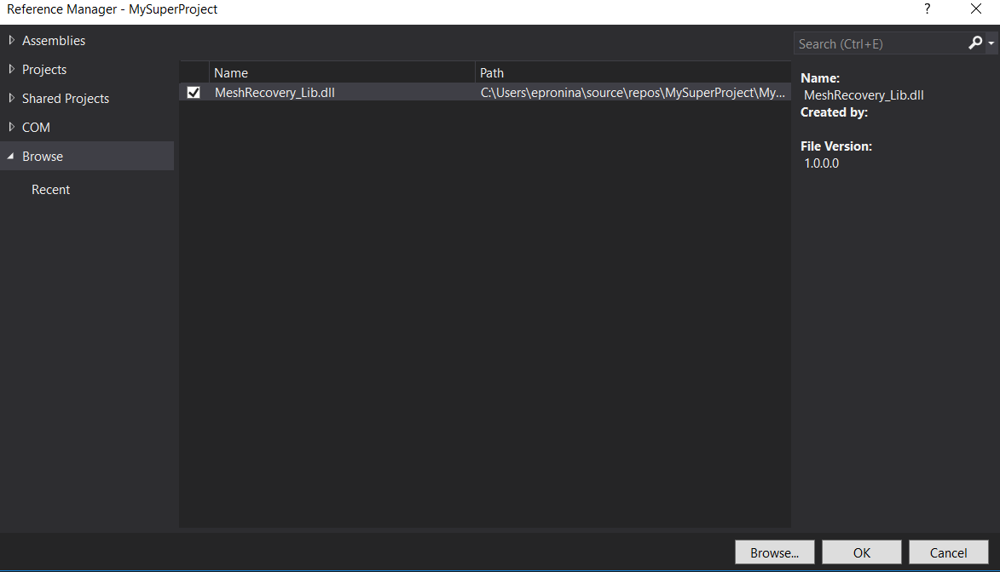 Reference Manager - MySuperProject
?
Assemblies
Projects
Shared Projects
COM
Browse
Recent
Name Path
MeshRecovery_Lib.dll C:\Users\epronina\source\repos\MySuperProject\My...
Search (Ctrl+E)
Name:
MeshRecovery_Lib.dll
Created by:
File Version:
1.0.0.0
Browse... OK Cancel